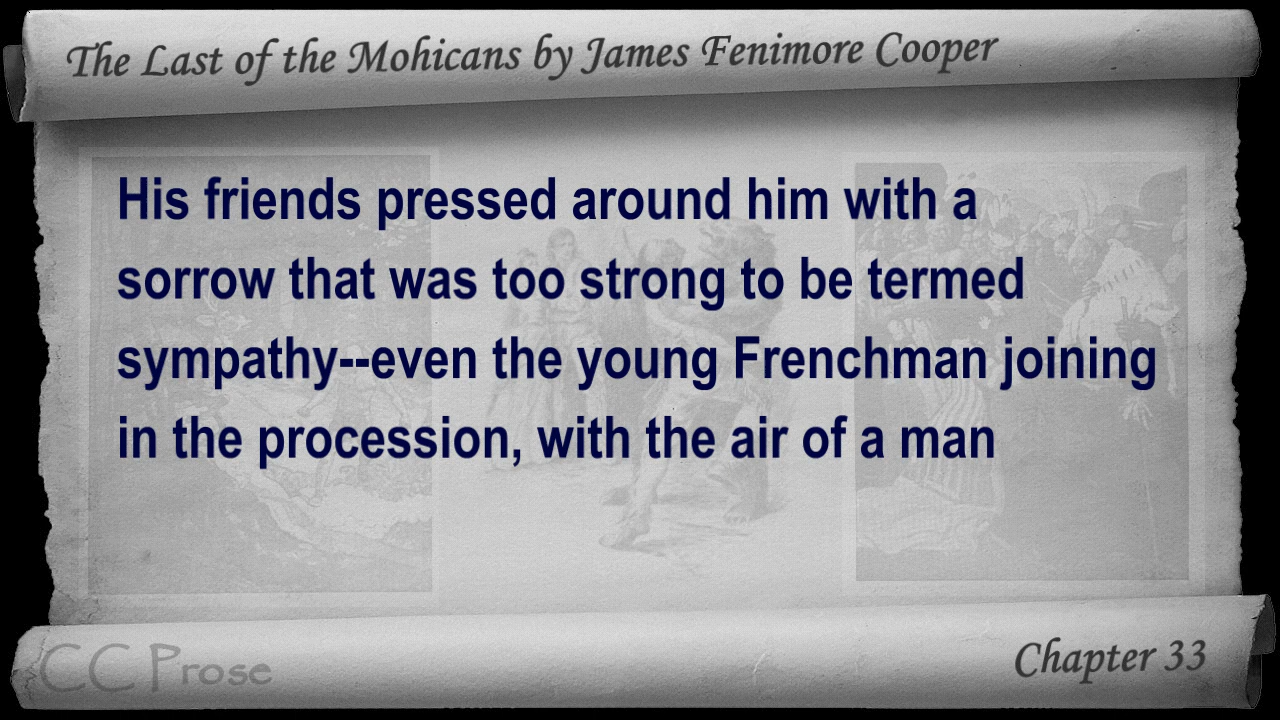 The Last of the Mohicans by James Fenimore Cooper
His friends pressed around him with a
sorrow that was too strong to be termed
sympathy--even the young Frenchman joining
in the procession, with the air of a man
CC Prose
Chapter 33